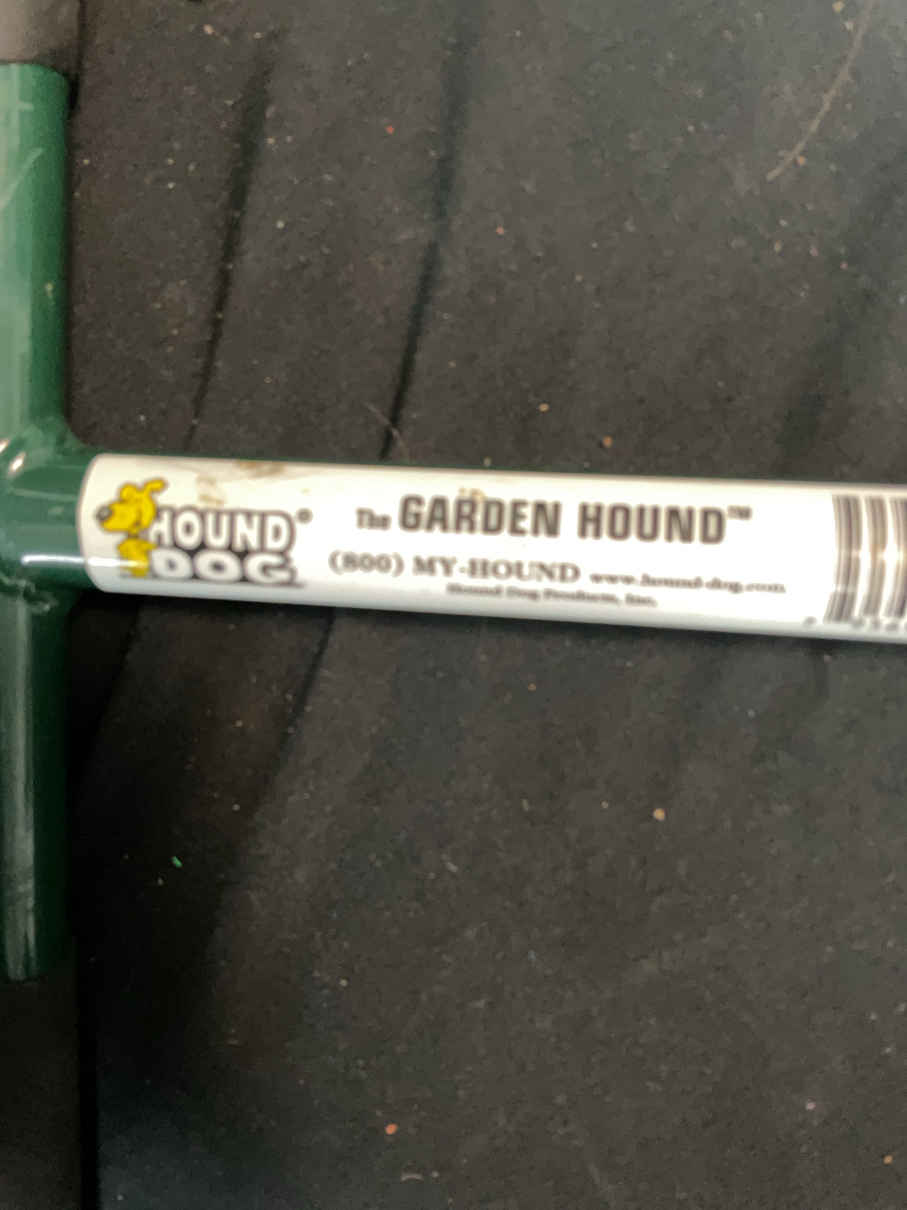 HOUND®
DOG
The GARDEN HOUND™
(800) MY-HOUND www.hound-dog.com
Hound Dog Products, Inc.